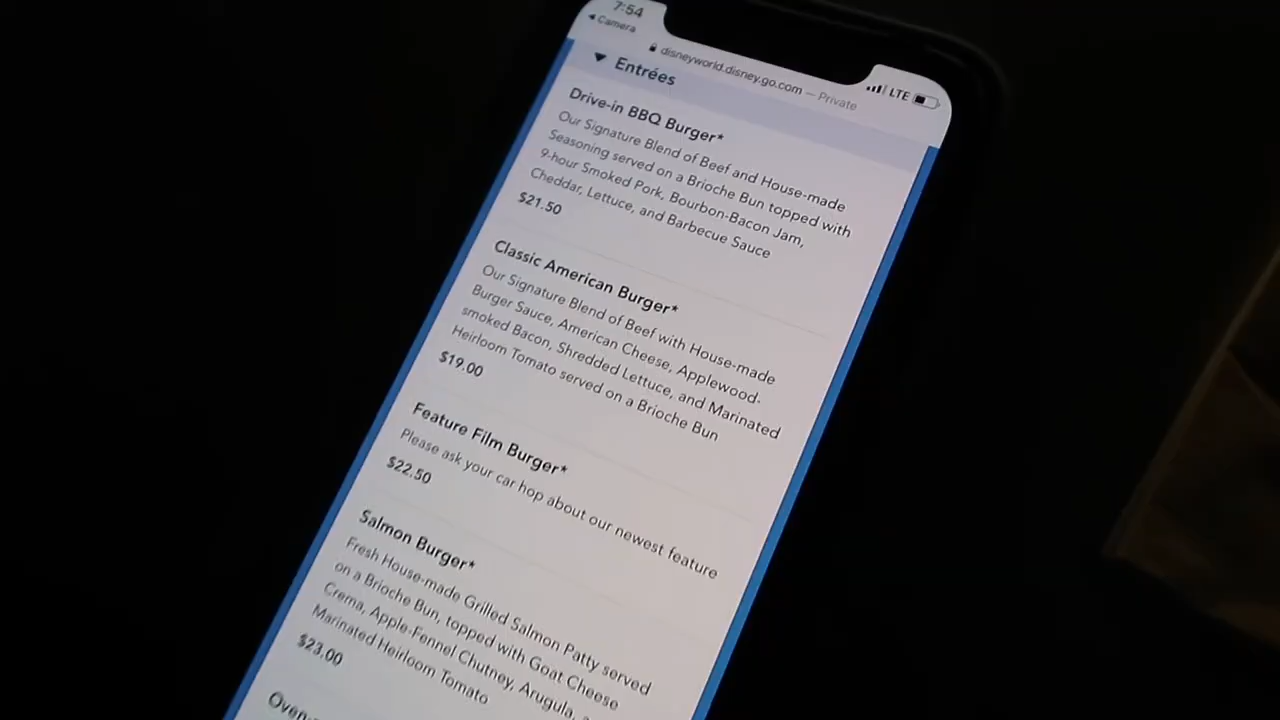 7:54
◀ Camera
disneyworld.disney.go.com — Private
LTE
▼ Entrées
Drive-in BBQ Burger*
Our Signature Blend of Beef and House-made
Seasoning served on a Brioche Bun topped with
9-hour Smoked Pork, Bourbon-Bacon Jam,
Cheddar, Lettuce, and Barbecue Sauce
$21.50
Classic American Burger*
Our Signature Blend of Beef with House-made
Burger Sauce, American Cheese, Applewood-
smoked Bacon, Shredded Lettuce, and Marinated
Heirloom Tomato served on a Brioche Bun
$19.00
Feature Film Burger*
Please ask your car hop about our newest feature
$22.50
Salmon Burger*
Fresh House-made Grilled Salmon Patty served
on a Brioche Bun, topped with Goat Cheese
Crema, Apple-Fennel Chutney, Arugula,
Marinated Heirloom Tomato
$23.00